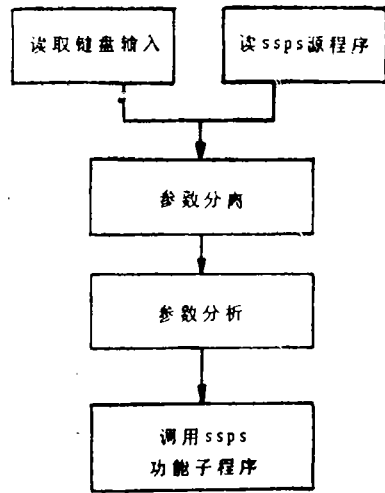 读取键盘输入
读ssps源程序
参数分离
参数分析
调用ssps
功能子程序